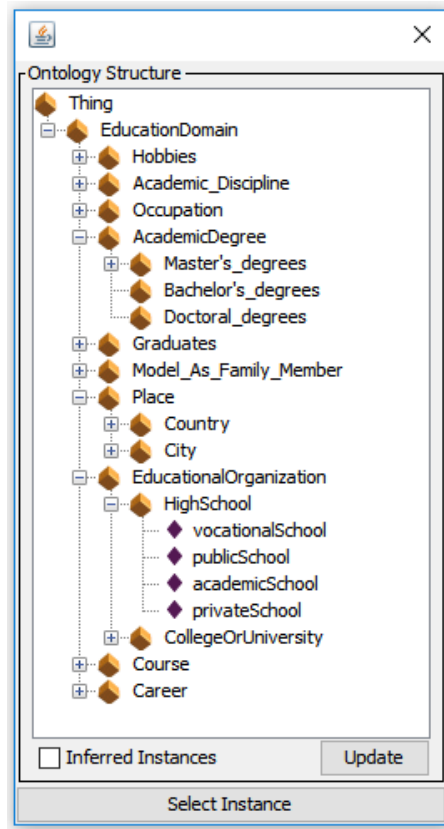 Ontology Structure
Thing
EducationDomain
Hobbies
Academic_Discipline
Occupation
AcademicDegree
Master's_degrees
Bachelor's_degrees
Doctoral_degrees
Graduates
Model_As_Family_Member
Place
Country
City
EducationalOrganization
HighSchool
vocationalSchool
publicSchool
academicSchool
privateSchool
CollegeOrUniversity
Course
Career
Inferred Instances Update
Select Instance